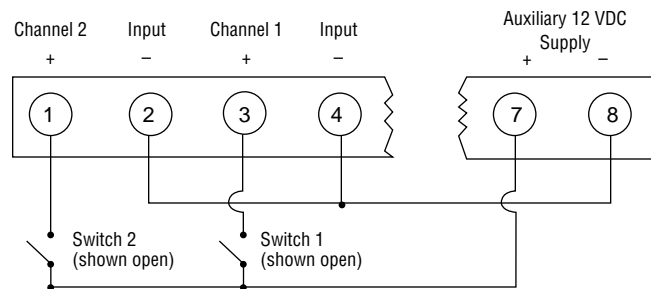 Channel 2 Input Channel 1 Input Auxiliary 12 VDC
Supply
+ – + – + –
1 2 3 4 7 8
Switch 2 Switch 1
(shown open) (shown open)